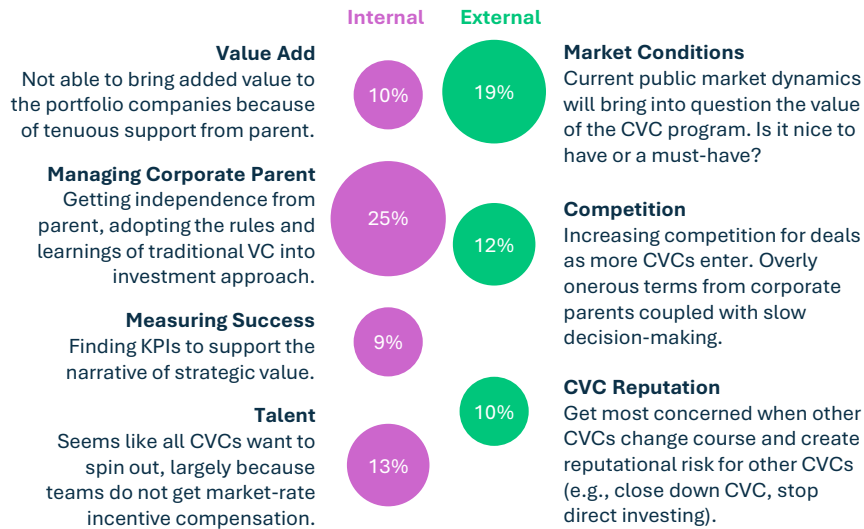 Internal
External
Value Add
Not able to bring added value to
the portfolio companies because
of tenuous support from parent.
10%
19%
Market Conditions
Current public market dynamics
will bring into question the value
of the CVC program. Is it nice to
have or a must-have?
Managing Corporate Parent
Getting independence from
parent, adopting the rules and
learnings of traditional VC into
investment approach.
25%
12%
Competition
Increasing competition for deals
as more CVCs enter. Overly
onerous terms from corporate
parents coupled with slow
decision-making.
Measuring Success
Finding KPIs to support the
narrative of strategic value.
9%
10%
CVC Reputation
Get most concerned when other
CVCs change course and create
reputational risk for other CVCs
(e.g., close down CVC, stop
direct investing).
Talent
Seems like all CVCs want to
spin out, largely because
teams do not get market-rate
incentive compensation.
13%